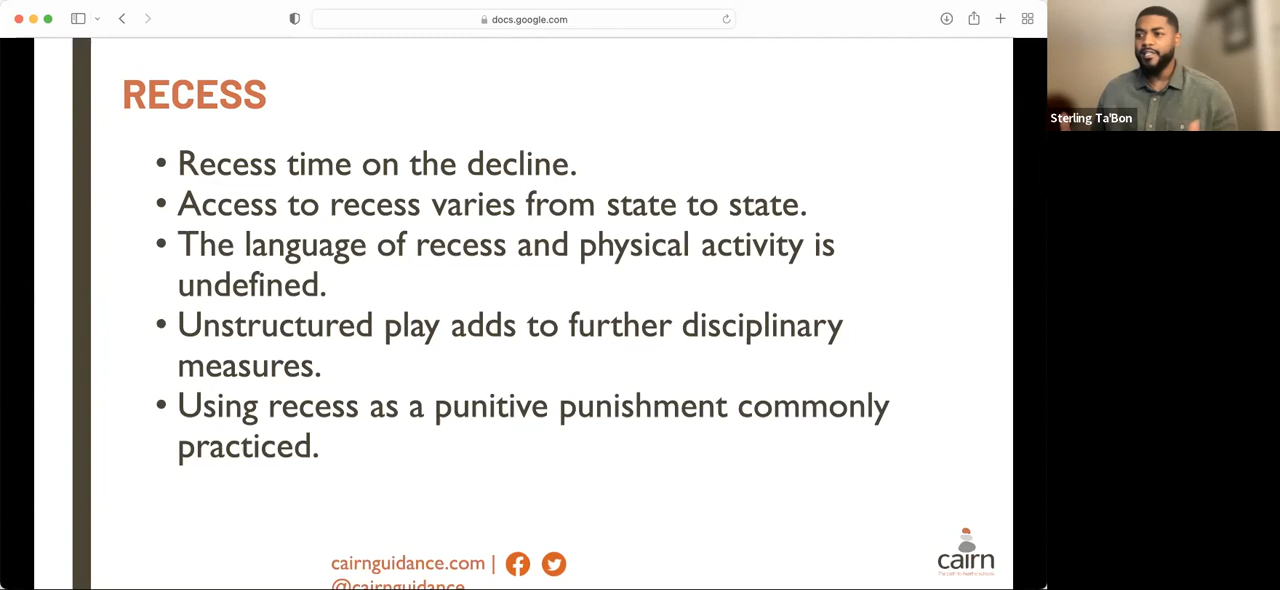 docs.google.com
RECESS
• Recess time on the decline.
• Access to recess varies from state to state.
• The language of recess and physical activity is
undefined.
• Unstructured play adds to further disciplinary
measures.
• Using recess as a punitive punishment commonly
practiced.
cairnguidance.com |
@cairnguidance
cairn
Sterling Ta'Bon